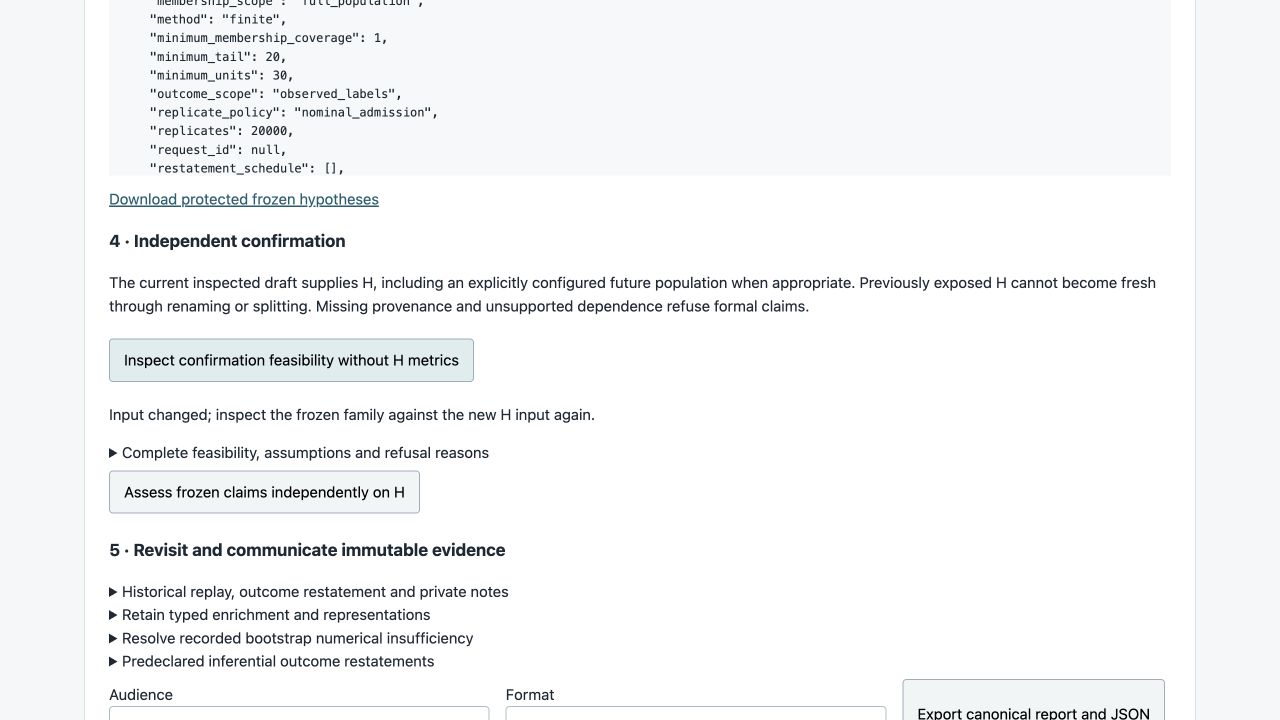 "membership_scope": "full_population",
"method": "finite",
"minimum_membership_coverage": 1,
"minimum_tail": 20,
"minimum_units": 30,
"outcome_scope": "observed_labels",
"replicate_policy": "nominal_admission",
"replicates": 20000,
"request_id": null,
"restatement_schedule": [],
Download protected frozen hypotheses
4 · Independent confirmation
The current inspected draft supplies H, including an explicitly configured future population when appropriate. Previously exposed H cannot become fresh
through renaming or splitting. Missing provenance and unsupported dependence refuse formal claims.
Inspect confirmation feasibility without H metrics
Input changed; inspect the frozen family against the new H input again.
Complete feasibility, assumptions and refusal reasons
Assess frozen claims independently on H
5 · Revisit and communicate immutable evidence
Historical replay, outcome restatement and private notes
Retain typed enrichment and representations
Resolve recorded bootstrap numerical insufficiency
Predeclared inferential outcome restatements
Audience
Format
Export canonical report and JSON